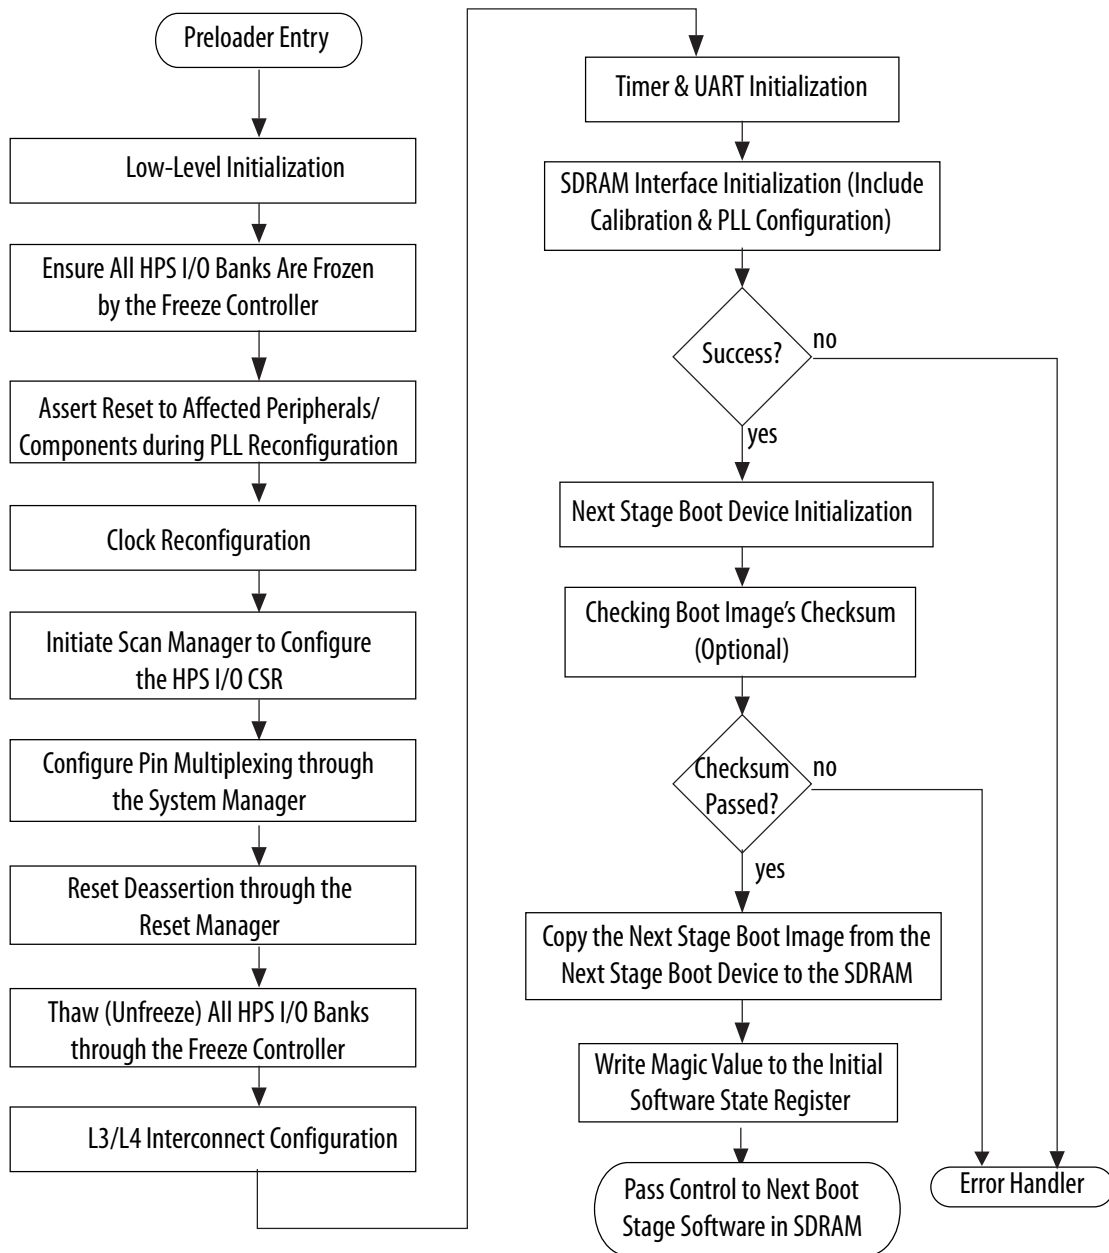 Preloader Entry
Low-Level Initialization
Ensure All HPS I/O Banks Are Frozen
by the Freeze Controller
Assert Reset to Affected Peripherals/
Components during PLL Reconfiguration
Clock Reconfiguration
Initiate Scan Manager to Configure
the HPS I/O CSR
Configure Pin Multiplexing through
the System Manager
Reset Deassertion through the
Reset Manager
Thaw (Unfreeze) All HPS I/O Banks
through the Freeze Controller
L3/L4 Interconnect Configuration
Timer & UART Initialization
SDRAM Interface Initialization (Include
Calibration & PLL Configuration)
Success?
no
yes
Next Stage Boot Device Initialization
Checking Boot Image's Checksum
(Optional)
Checksum
Passed?
no
yes
Copy the Next Stage Boot Image from the
Next Stage Boot Device to the SDRAM
Write Magic Value to the Initial
Software State Register
Pass Control to Next Boot
Stage Software in SDRAM
Error Handler